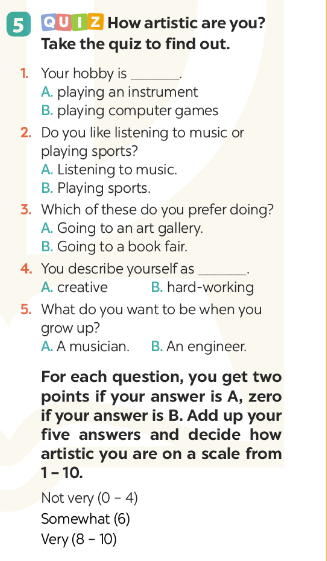 5 QUIZ How artistic are you?
Take the quiz to find out.
1. Your hobby is _______.
A. playing an instrument
B. playing computer games
2. Do you like listening to music or
playing sports?
A. Listening to music.
B. Playing sports.
3. Which of these do you prefer doing?
A. Going to an art gallery.
B. Going to a book fair.
4. You describe yourself as _______.
A. creative B. hard-working
5. What do you want to be when you
grow up?
A. A musician. B. An engineer.
For each question, you get two
points if your answer is A, zero
if your answer is B. Add up your
five answers and decide how
artistic you are on a scale from
1 – 10.
Not very (0 – 4)
Somewhat (6)
Very (8 – 10)